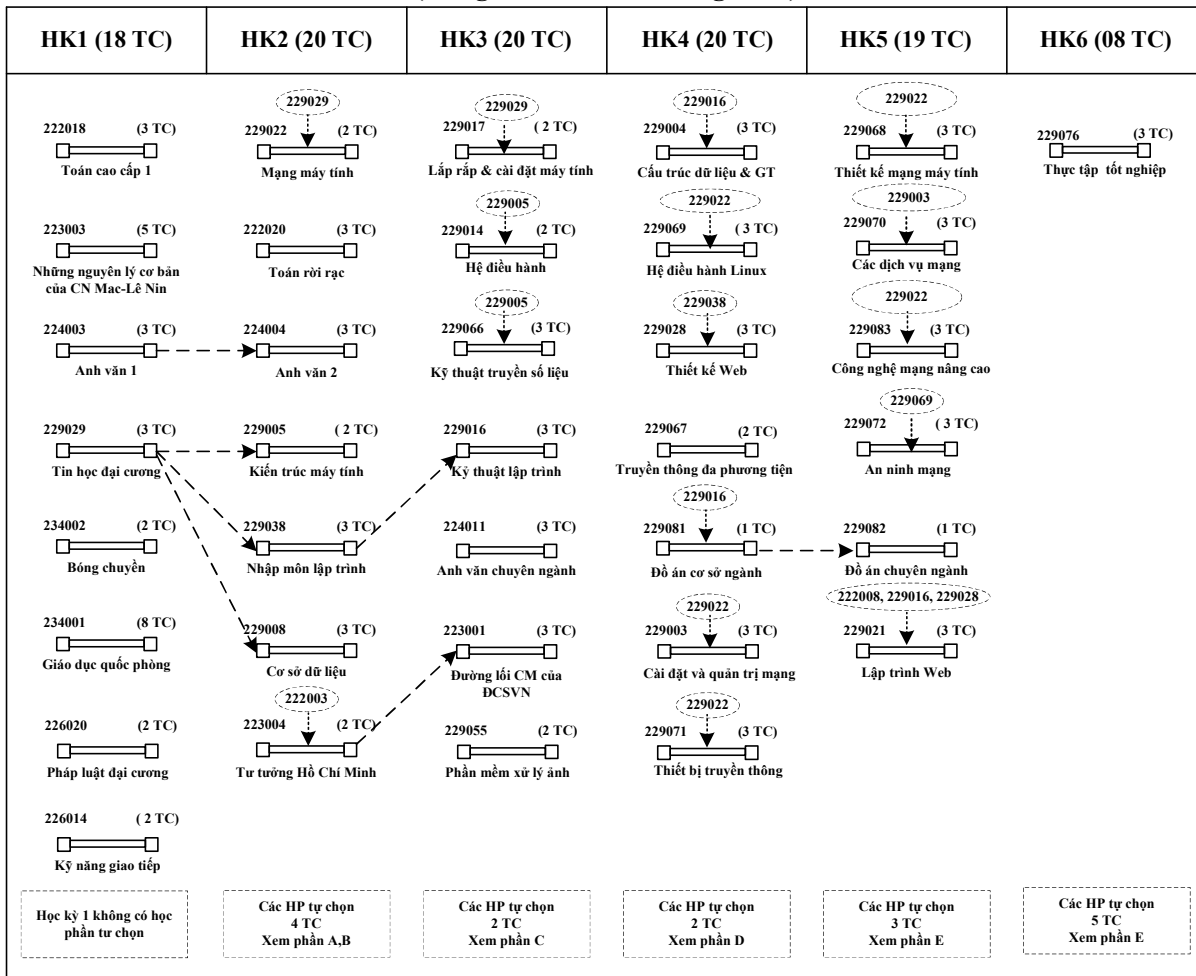 HK1 (18 TC)
HK2 (20 TC)
HK3 (20 TC)
HK4 (20 TC)
HK5 (19 TC)
HK6 (08 TC)
222018 (3 TC)
Toán cao cấp 1
223003 (5 TC)
Những nguyên lý cơ bản
của CN Mac-Lê Nin
224003 (3 TC)
Anh văn 1
229029 (3 TC)
Tin học đại cương
234002 (2 TC)
Bóng chuyền
234001 (8 TC)
Giáo dục quốc phòng
226020 (2 TC)
Pháp luật đại cương
226014 ( 2 TC)
Kỹ năng giao tiếp
Học kỳ 1 không có học
phần tư chọn
229029
229022 (2 TC)
Mạng máy tính
222020 (3 TC)
Toán rời rạc
224004 (3 TC)
Anh văn 2
229005 ( 2 TC)
Kiến trúc máy tính
229038 (3 TC)
Nhập môn lập trình
229008 (3 TC)
Cơ sở dữ liệu
222003
223004 (2 TC)
Tư tưởng Hồ Chí Minh
Các HP tự chọn
4 TC
Xem phần A,B
229029
229017 ( 2 TC)
Lắp rắp & cài đặt máy tính
229005
229014 (2 TC)
Hệ điều hành
229005
229066 (3 TC)
Kỹ thuật truyền số liệu
229016 (3 TC)
Kỷ thuật lập trình
224011 (3 TC)
Anh văn chuyên ngành
223001 (3 TC)
Đường lối CM của
ĐCSVN
229055 (2 TC)
Phần mềm xử lý ảnh
Các HP tự chọn
2 TC
Xem phần C
229016
229004 (3 TC)
Cấu trúc dữ liệu & GT
229022
229069 ( 3 TC)
Hệ điều hành Linux
229038
229028 (3 TC)
Thiết kế Web
229067 (2 TC)
Truyền thông đa phương tiện
229016
229081 (1 TC)
Đồ án cơ sở ngành
229022
229003 (3 TC)
Cài đặt và quản trị mạng
229022
229071 (3 TC)
Thiết bị truyền thông
Các HP tự chọn
2 TC
Xem phần D
229022
229068 (3 TC)
Thiết kế mạng máy tính
229003
229070 (3 TC)
Các dịch vụ mạng
229022
229083 (3 TC)
Công nghệ mạng nâng cao
229069
229072 ( 3 TC)
An ninh mạng
229082 (1 TC)
Đồ án chuyên ngành
222008, 229016, 229028
229021 (3 TC)
Lập trình Web
Các HP tự chọn
3 TC
Xem phần E
229076 (3 TC)
Thực tập tốt nghiệp
Các HP tự chọn
5 TC
Xem phần E